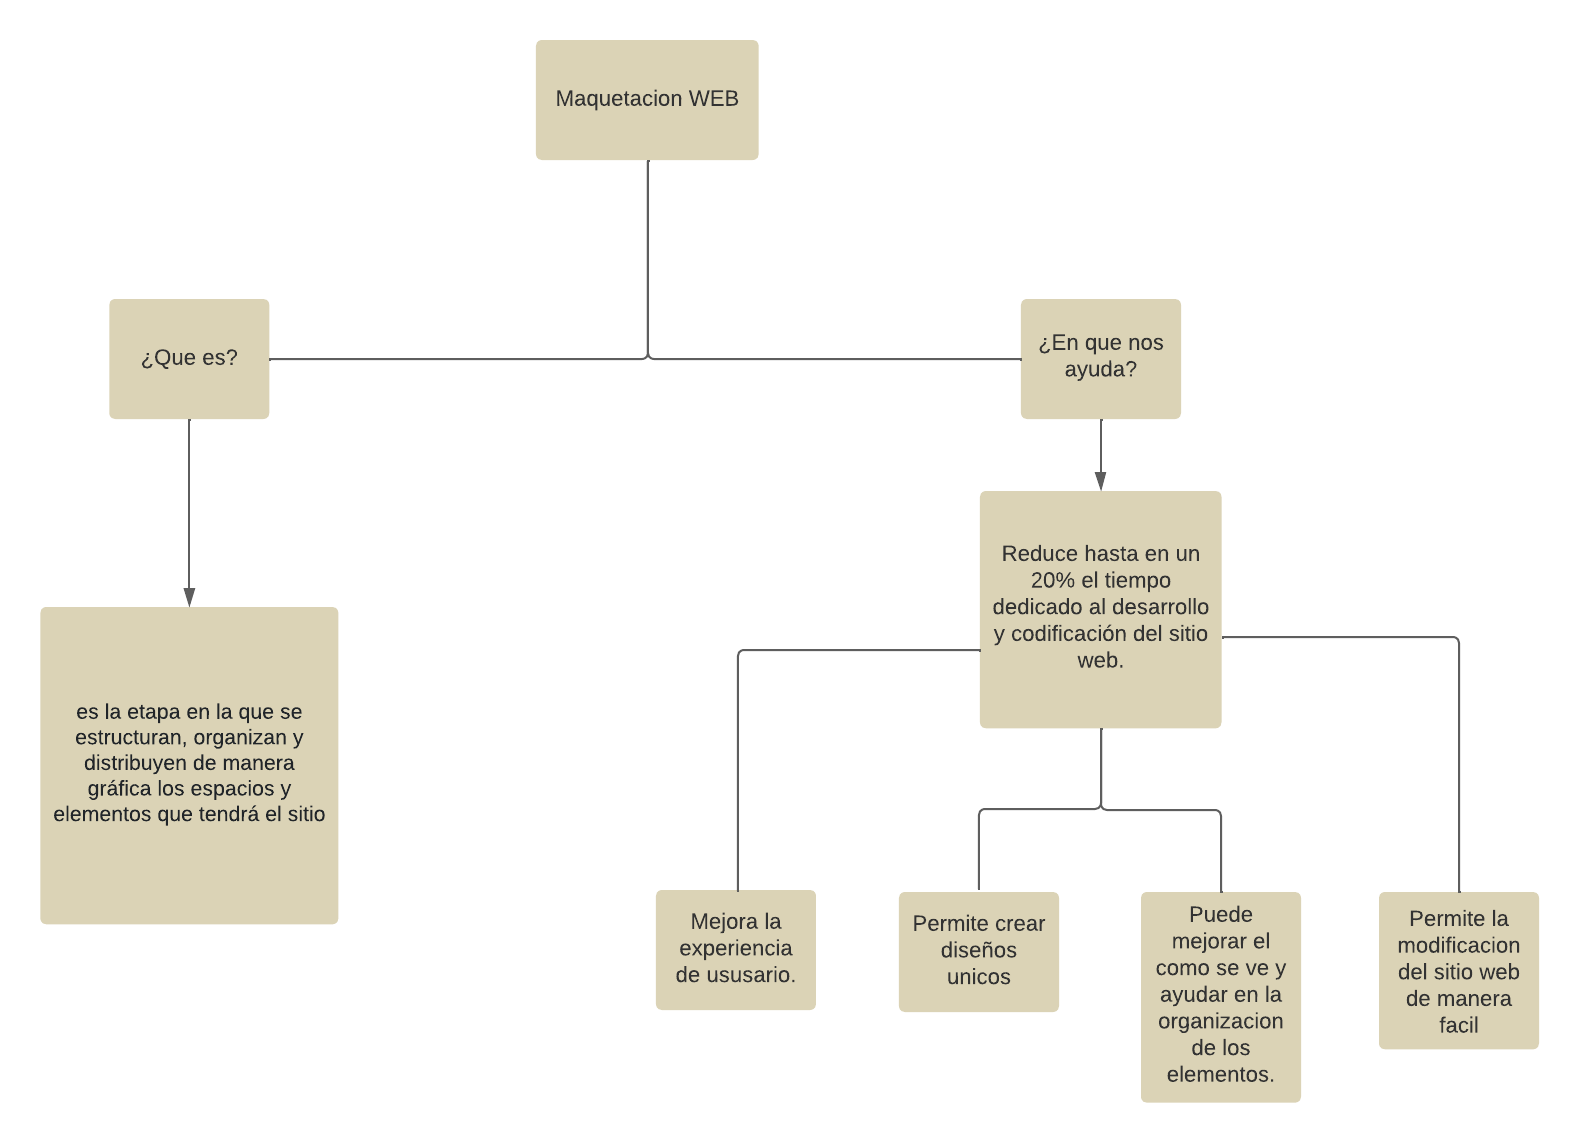 Maquetacion WEB
¿Que es?
¿En que nos
ayuda?
es la etapa en la que se
estructuran, organizan y
distribuyen de manera
gráfica los espacios y
elementos que tendrá el sitio
Reduce hasta en un
20% el tiempo
dedicado al desarrollo
y codificación del sitio
web.
Mejora la
experiencia
de ususario.
Permite crear
diseños
unicos
Puede
mejorar el
como se ve y
ayudar en la
organizacion
de los
elementos.
Permite la
modificacion
del sitio web
de manera
facil